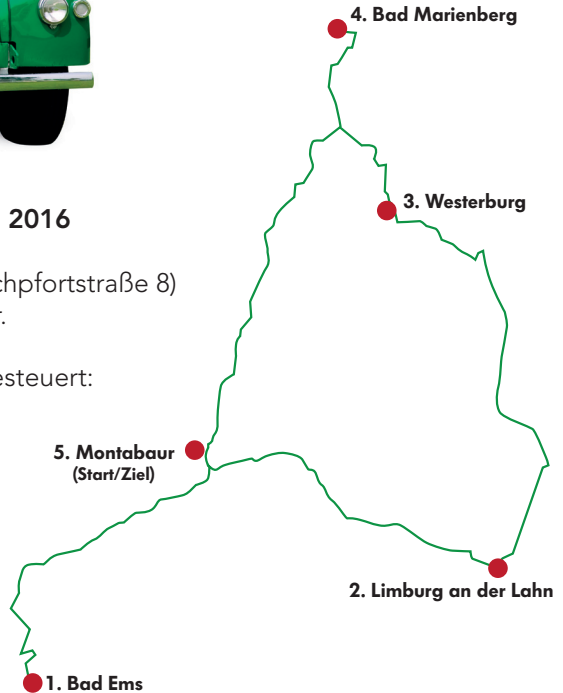 4. Bad Marienberg
3. Westerburg
2016
chpfortstraße 8)
r.
esteuert:
5. Montabaur
(Start/Ziel)
2. Limburg an der Lahn
1. Bad Ems